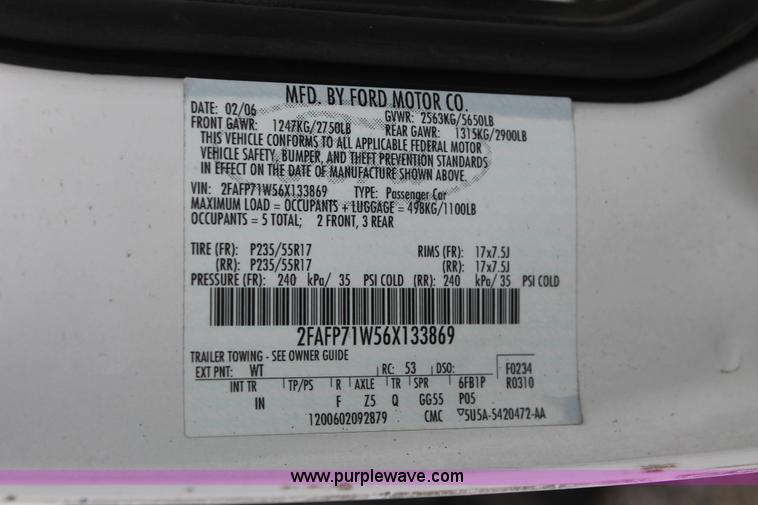 MFD. BY FORD MOTOR CO.
DATE: 02/06 GVWR: 2563KG/5650LB
FRONT GAWR: 1247KG/2750LB REAR GAWR: 1315KG/2900LB
THIS VEHICLE CONFORMS TO ALL APPLICABLE FEDERAL MOTOR
VEHICLE SAFETY, BUMPER, AND THEFT PREVENTION STANDARDS
IN EFFECT ON THE DATE OF MANUFACTURE SHOWN ABOVE.
VIN: 2FAFP71W56X133869 TYPE: Passenger Car
MAXIMUM LOAD = OCCUPANTS + LUGGAGE = 498KG/1100LB
OCCUPANTS = 5 TOTAL; 2 FRONT, 3 REAR
TIRE (FR): P235/55R17 RIMS (FR): 17x7.5J
(RR): P235/55R17 (RR): 17x7.5J
PRESSURE (FR): 240 kPa/ 35 PSI COLD (RR): 240 kPa/ 35 PSI COLD
2FAFP71W56X133869
TRAILER TOWING - SEE OWNER GUIDE
EXT PNT: WT RC: 53 DSO: F0234
INT TR TP/PS R AXLE TR SPR 6FB1P R0310
IN F Z5 Q GG55 P05
1200602092879 CMC ▽5U5A-5420472-AA
www.purplewave.com